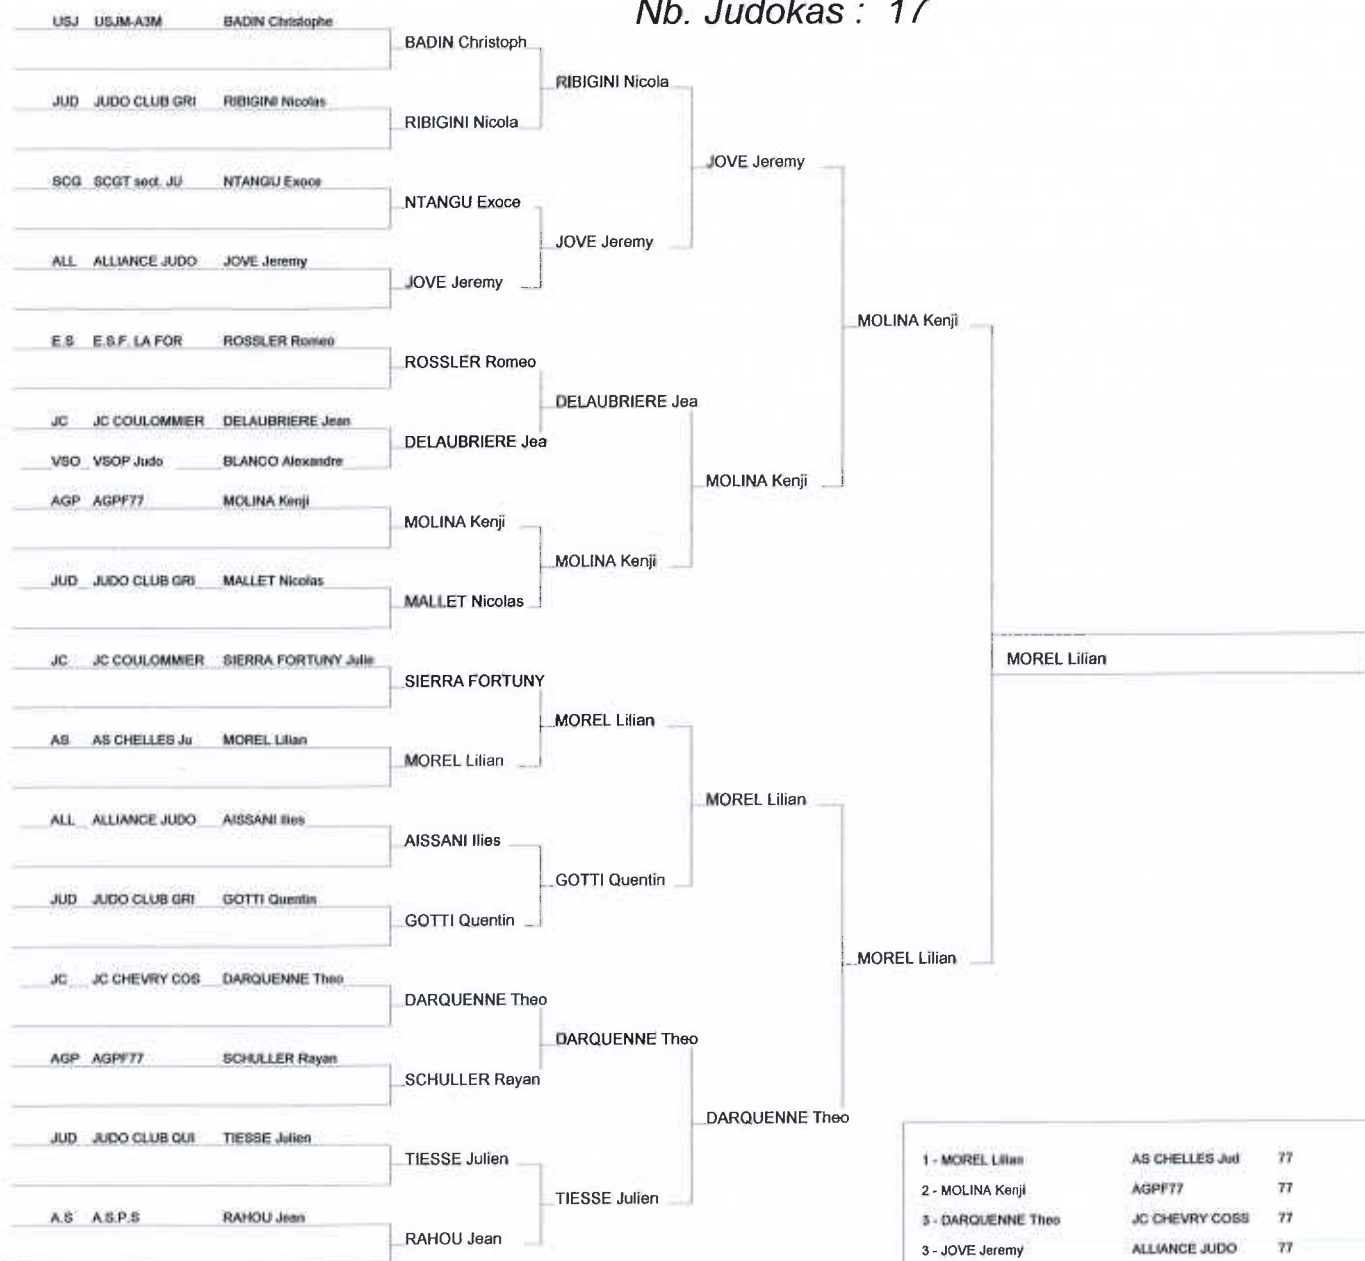 Nb. Judokas : 17
USJ USJM-A3M BADIN Christophe
BADIN Christoph
RIBIGINI Nicola
JUD JUDO CLUB GRI RIBIGINI Nicolas
RIBIGINI Nicola
JOVE Jeremy
SCG SCGT sect. JU NTANGU Exoce
NTANGU Exoce
JOVE Jeremy
ALL ALLIANCE JUDO JOVE Jeremy
JOVE Jeremy
MOLINA Kenji
E.S E.S.F. LA FOR ROSSLER Romeo
ROSSLER Romeo
DELAUBRIERE Jea
JC JC COULOMMIER DELAUBRIERE Jean
DELAUBRIERE Jea
VSO VSOP Judo BLANCO Alexandre
MOLINA Kenji
AGP AGPF77 MOLINA Kenji
MOLINA Kenji
MOLINA Kenji
JUD JUDO CLUB GRI MALLET Nicolas
MALLET Nicolas
MOREL Lilian
JC JC COULOMMIER SIERRA FORTUNY Julie
SIERRA FORTUNY
MOREL Lilian
AS AS CHELLES Ju MOREL Lilian
MOREL Lilian
MOREL Lilian
ALL ALLIANCE JUDO AISSANI Ilies
AISSANI Ilies
GOTTI Quentin
JUD JUDO CLUB GRI GOTTI Quentin
GOTTI Quentin
MOREL Lilian
JC JC CHEVRY COS DARQUENNE Theo
DARQUENNE Theo
DARQUENNE Theo
AGP AGPF77 SCHULLER Rayan
SCHULLER Rayan
DARQUENNE Theo
JUD JUDO CLUB QUI TIESSE Julien
TIESSE Julien
TIESSE Julien
A.S A.S.P.S RAHOU Jean
RAHOU Jean
1 - MOREL Lilian AS CHELLES Jud 77
2 - MOLINA Kenji AGPF77 77
3 - DARQUENNE Theo JC CHEVRY COSS 77
3 - JOVE Jeremy ALLIANCE JUDO 77